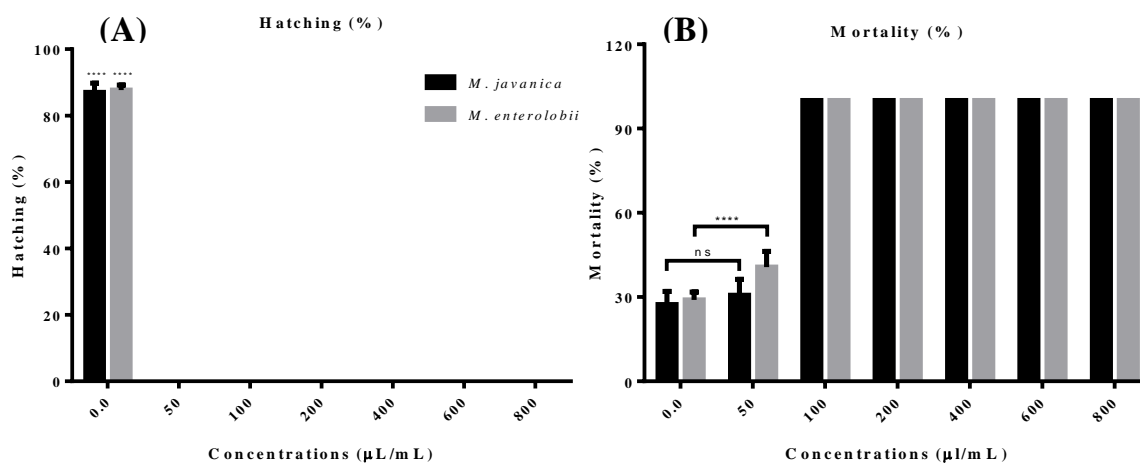 (A)
Hatching (%)
100
80
60
40
20
0
Hatching (%)
**** ****
M. javanica
M. enterolobii
0.0 50 100 200 400 600 800
Concentrations (μL/mL)
(B)
Mortality (%)
120
90
60
30
0
Mortality (%)
****
ns
0.0 50 100 200 400 600 800
Concentrations (μl/mL)